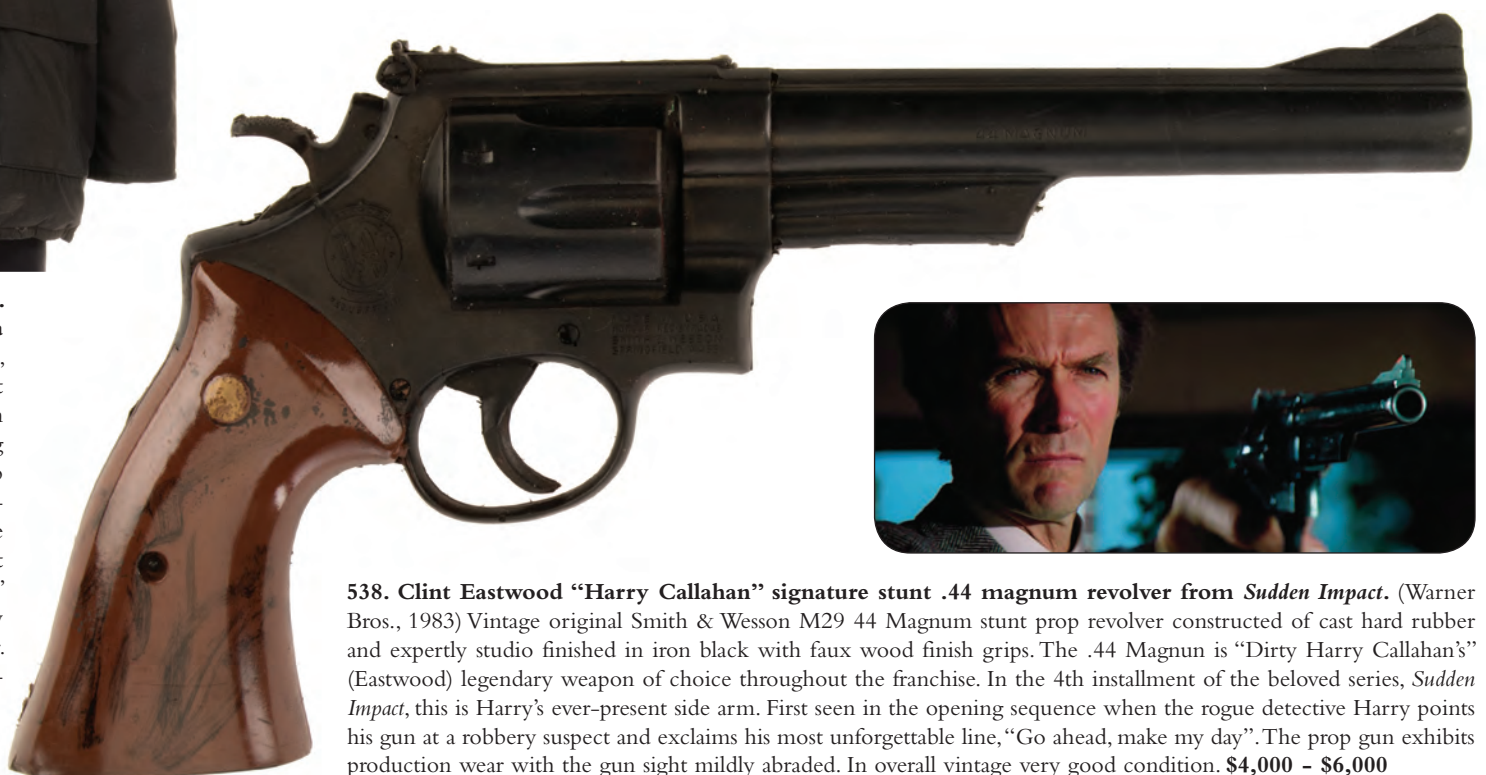 .
a
,
t
n
g
o
-
e
t
’
y
.
-
44 MAGNUM
538. Clint Eastwood “Harry Callahan” signature stunt .44 magnum revolver from Sudden Impact. (Warner
Bros., 1983) Vintage original Smith & Wesson M29 44 Magnum stunt prop revolver constructed of cast hard rubber
and expertly studio finished in iron black with faux wood finish grips. The .44 Magnun is “Dirty Harry Callahan’s”
(Eastwood) legendary weapon of choice throughout the franchise. In the 4th installment of the beloved series, Sudden
Impact, this is Harry’s ever-present side arm. First seen in the opening sequence when the rogue detective Harry points
his gun at a robbery suspect and exclaims his most unforgettable line, “Go ahead, make my day”. The prop gun exhibits
production wear with the gun sight mildly abraded. In overall vintage very good condition. $4,000 - $6,000